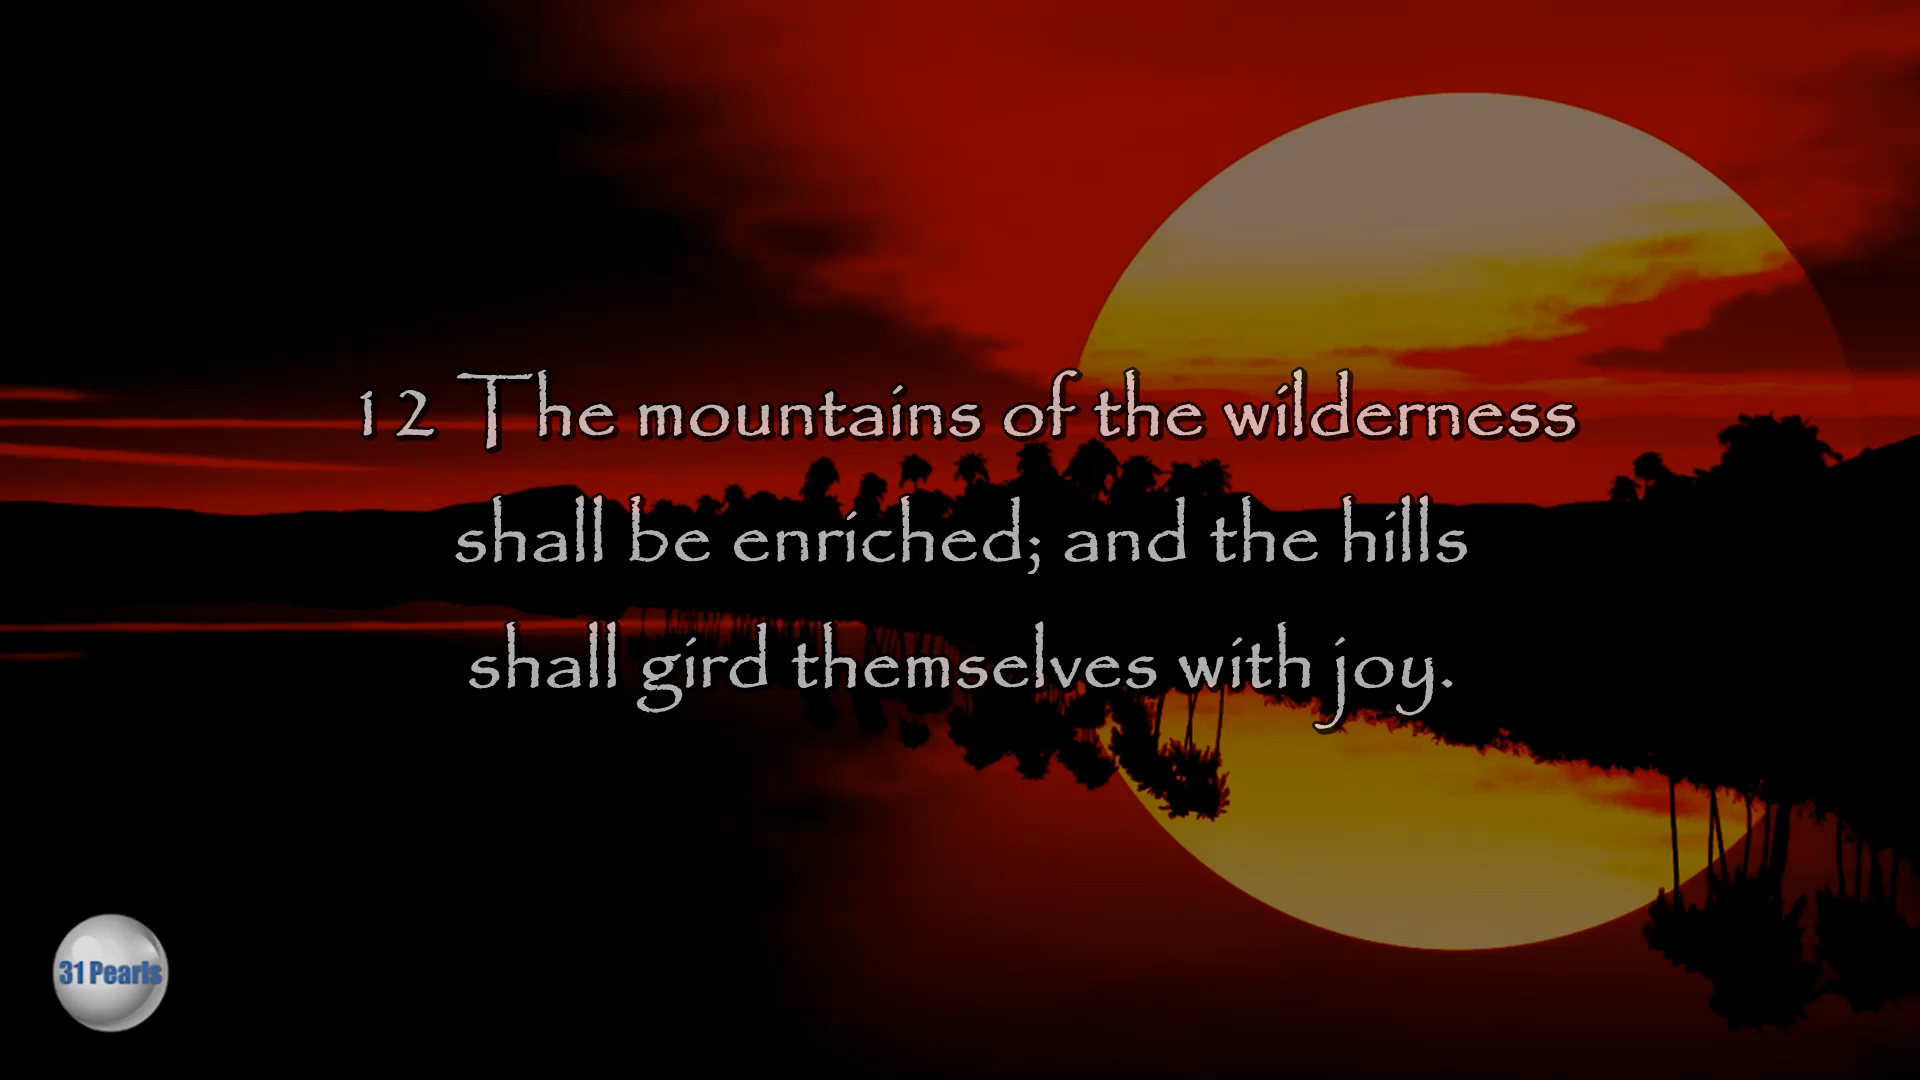 12 The mountains of the wilderness
shall be enriched; and the hills
shall gird themselves with joy.
31 Pearls